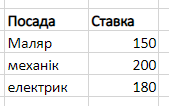 Посада Ставка
Маляр 150
механік 200
електрик 180